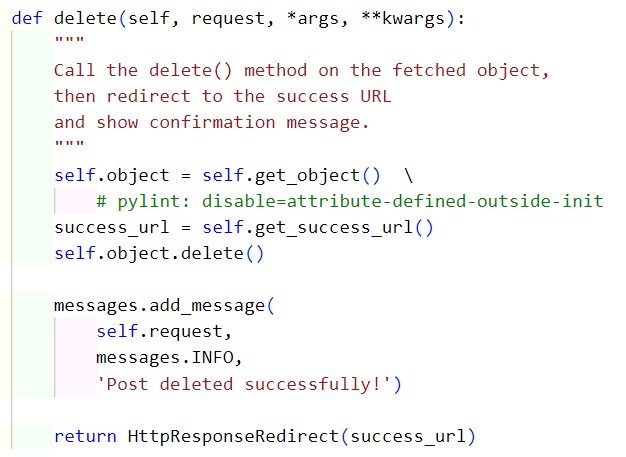 def delete(self, request, *args, **kwargs):
    """
    Call the delete() method on the fetched object,
    then redirect to the success URL
    and show confirmation message.
    """
    self.object = self.get_object()  \
        # pylint: disable=attribute-defined-outside-init
    success_url = self.get_success_url()
    self.object.delete()

    messages.add_message(
        self.request,
        messages.INFO,
        'Post deleted successfully!')

    return HttpResponseRedirect(success_url)